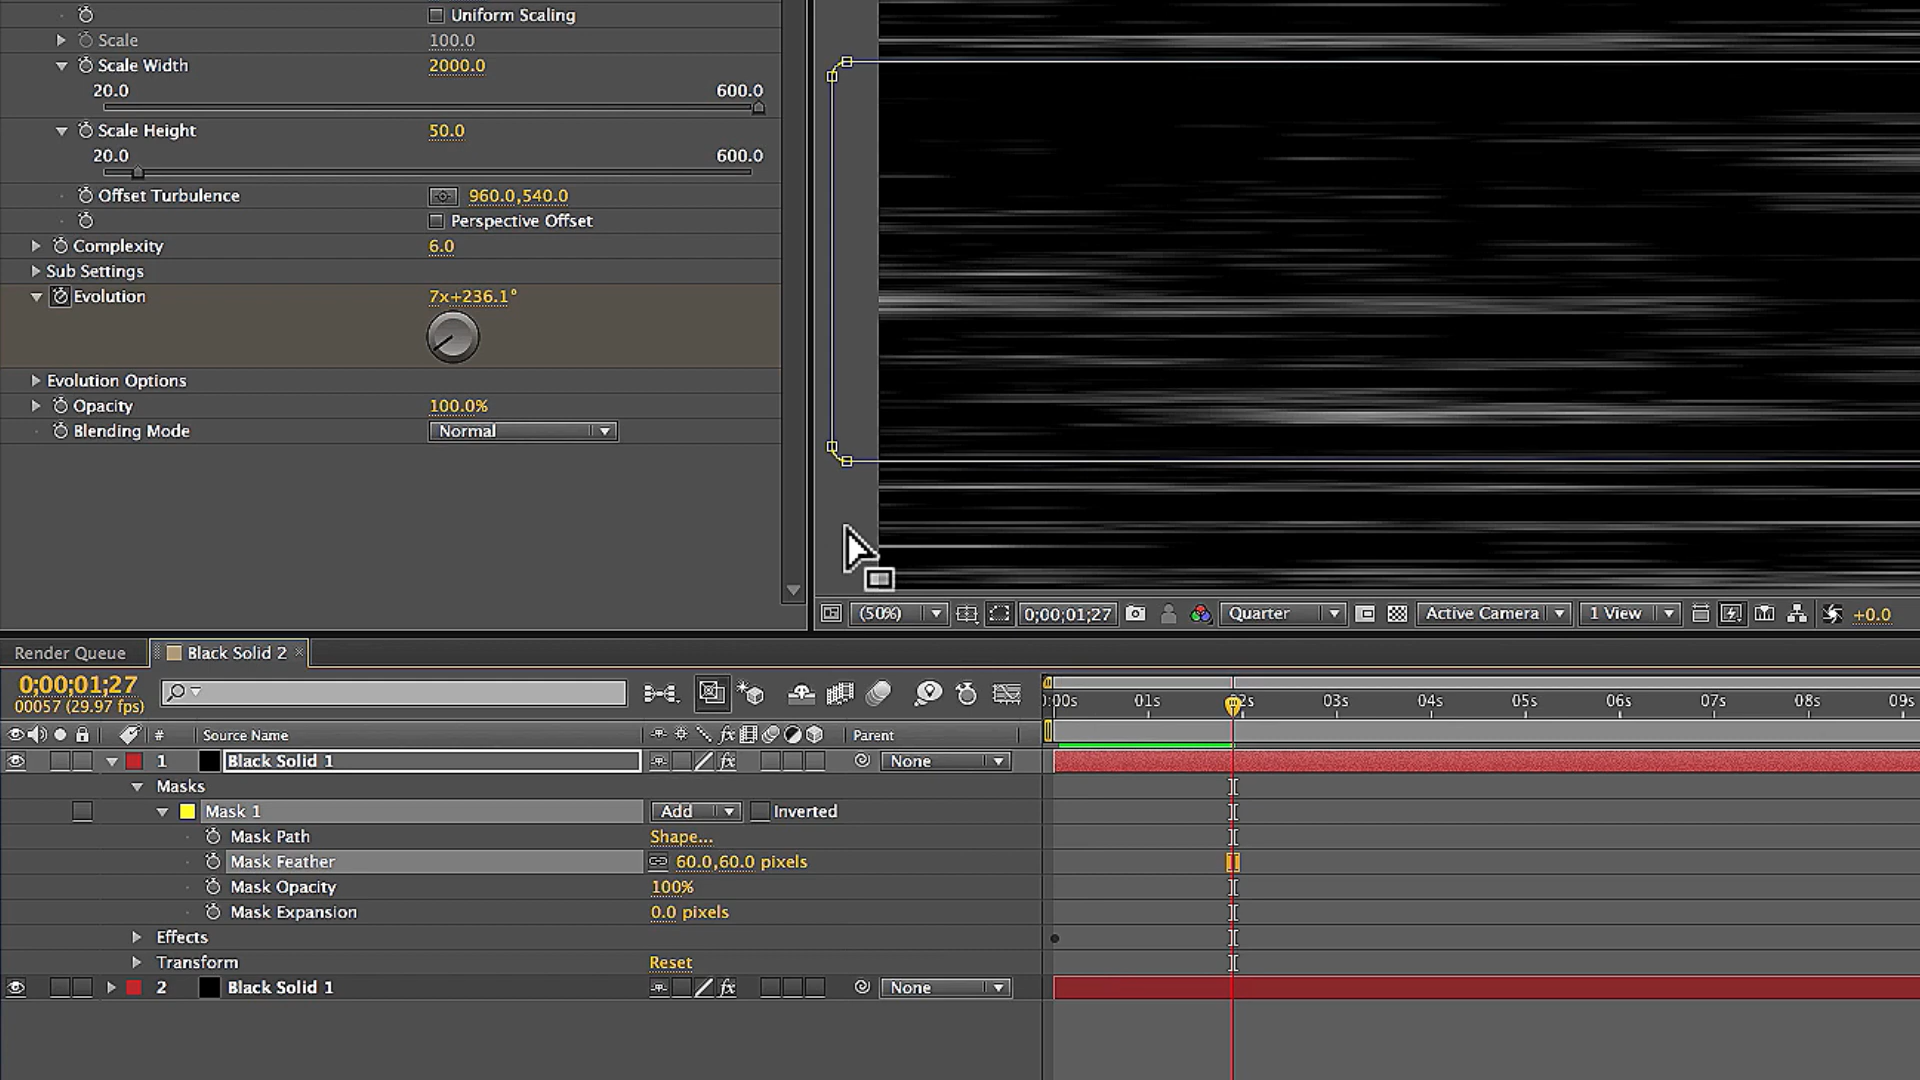 Uniform Scaling
Scale 100.0
Scale Width 2000.0
20.0 600.0
Scale Height 50.0
20.0 600.0
Offset Turbulence 960.0,540.0
Perspective Offset
Complexity 6.0
Sub Settings
Evolution 7x+236.1°
Evolution Options
Opacity 100.0%
Blending Mode Normal
(50%) 0;00;01;27 Quarter Active Camera 1 View +0.0
Render Queue Black Solid 2 ×
0;00;01;27
00057 (29.97 fps)
:00s 01s 02s 03s 04s 05s 06s 07s 08s 09s
# Source Name fx Parent
1 Black Solid 1 fx None
Masks
Mask 1 Add Inverted
Mask Path Shape...
Mask Feather 60.0,60.0 pixels
Mask Opacity 100%
Mask Expansion 0.0 pixels
Effects
Transform Reset
2 Black Solid 1 fx None